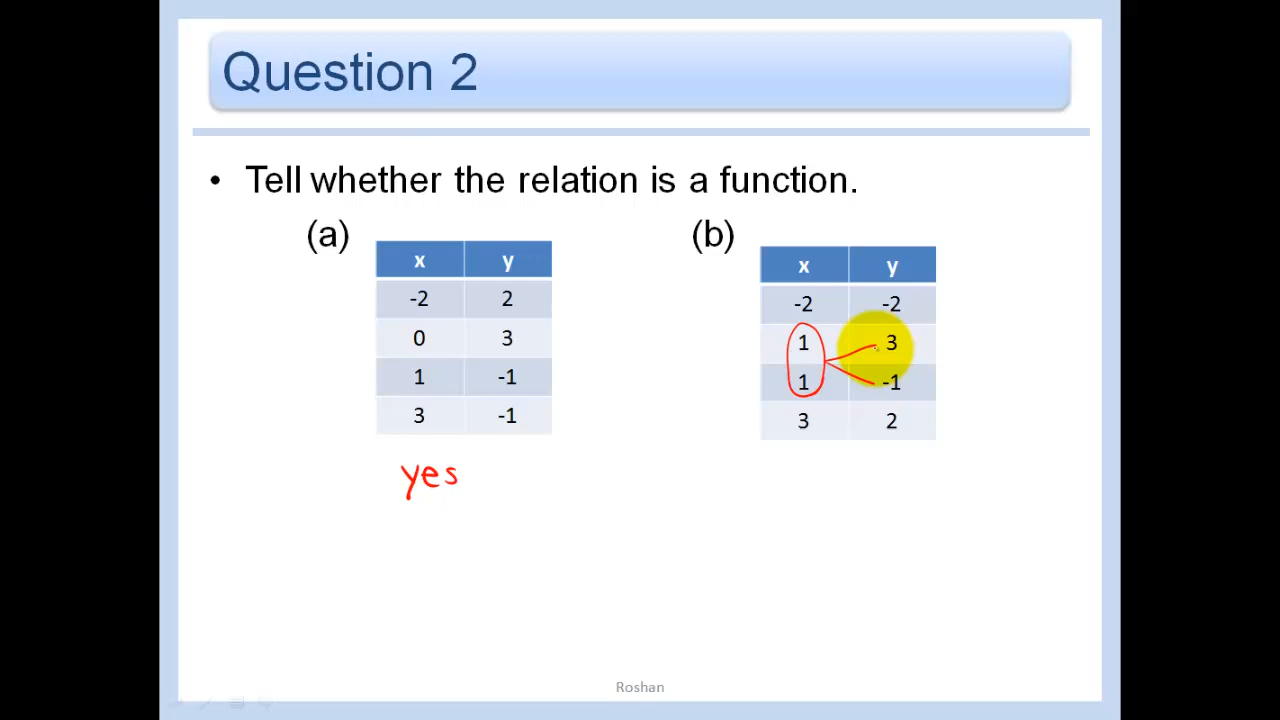 Question 2
• Tell whether the relation is a function.
(a)
x y
-2 2
0 3
1 -1
3 -1
yes
(b)
x y
-2 -2
1 3
1 -1
3 2
Roshan